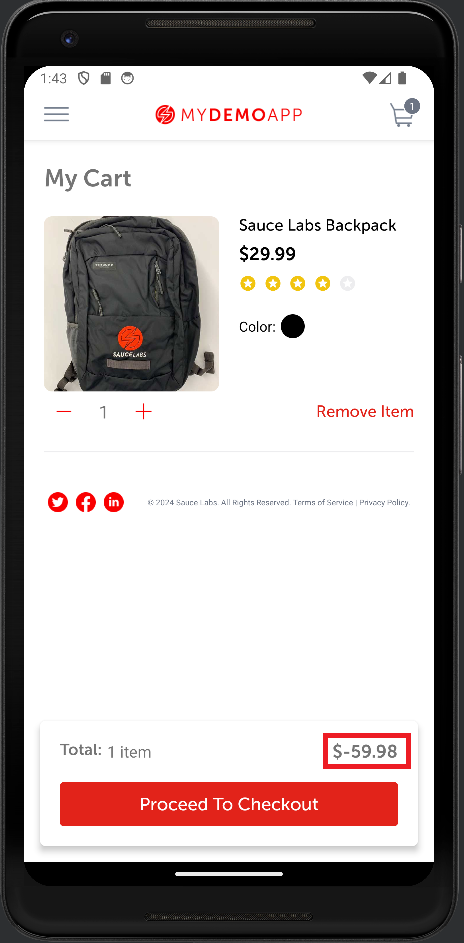 1:43
MYDEMOAPP
1
My Cart
SAUCELABS
Sauce Labs Backpack
$29.99
Color:
1
Remove Item
in
© 2024 Sauce Labs. All Rights Reserved. Terms of Service | Privacy Policy.
Total: 1 item
$-59.98
Proceed To Checkout